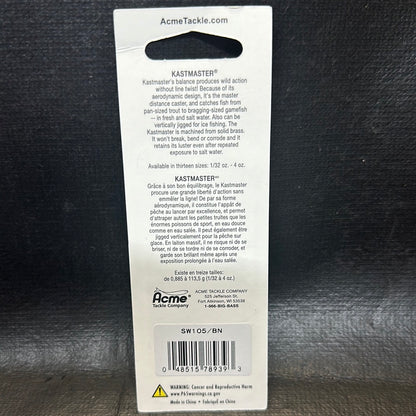 AcmeTackle.com
KASTMASTER®
Kastmaster's balance produces wild action
without line twist! Because of its
aerodynamic design, it's the master
distance caster, and catches fish from
pan-sized trout to bragging-sized gamefish
— in fresh and salt water. Also can be
vertically jigged for ice fishing. The
Kastmaster is machined from solid brass.
It won't break, bend or corrode and it
retains its luster even after repeated
exposure to salt water.
Available in thirteen sizes: 1/32 oz. - 4 oz.
KASTMASTER
Grâce à son bon équilibrage, le Kastmaster
procure une grande liberté d'action sans
emmêler la ligne! De par sa forme
aérodynamique, il constitue l'appât de
pêche au lancer par excellence, et permet
d'attraper autant les petites truites que les
énormes poissons de sport, en eau douce
comme en eau salée. Il peut également être
jigged verticalement pour la pêche sur
glace. En laiton massif, il ne risque ni de se
briser, ni de se tordre ni de se corroder, et
garde son brillant même après une
exposition prolongée à l'eau salée.
Existe en treize tailles:
de 0,885 à 113,5 g (1/32 à 4 oz.)
Acme
Tackle Company
ACME TACKLE COMPANY
525 Jefferson St.
Fort Atkinson, WI 53538
1-966-BIG-BASS
SW105/BN
0 48515 78939 3
WARNING: Cancer and Reproductive Harm
www.P65warnings.ca.gov
Made in China • Fabriqué en Chine